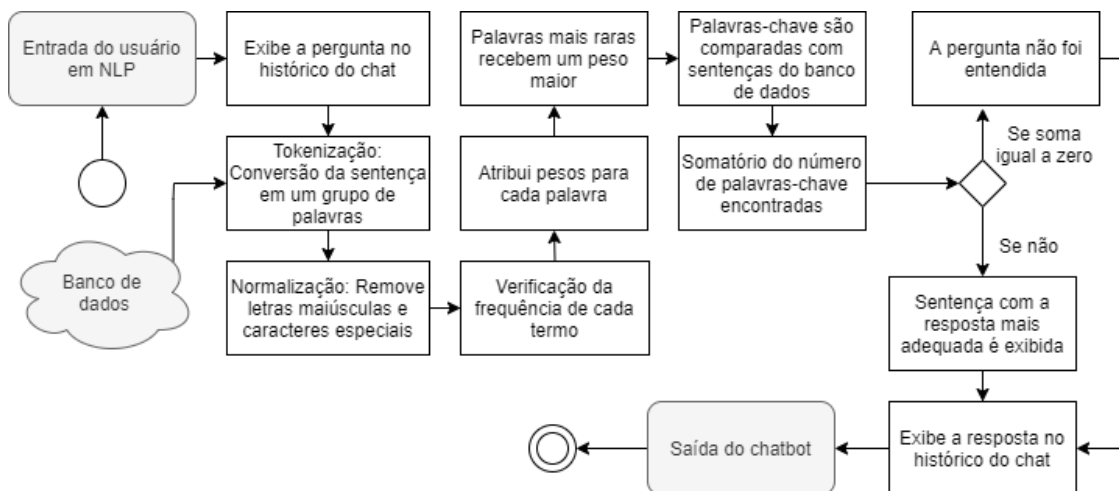 Entrada do usuário
em NLP
Exibe a pergunta no
histórico do chat
Tokenização:
Conversão da sentença
em um grupo de
palavras
Banco de
dados
Normalização: Remove
letras maiúsculas e
caracteres especiais
Verificação da
frequência de cada
termo
Atribui pesos para
cada palavra
Palavras mais raras
recebem um peso
maior
Palavras-chave são
comparadas com
sentenças do banco
de dados
Somatório do número
de palavras-chave
encontradas
Se soma
igual a zero
A pergunta não foi
entendida
Se não
Sentença com a
resposta mais
adequada é exibida
Exibe a resposta no
histórico do chat
Saída do chatbot